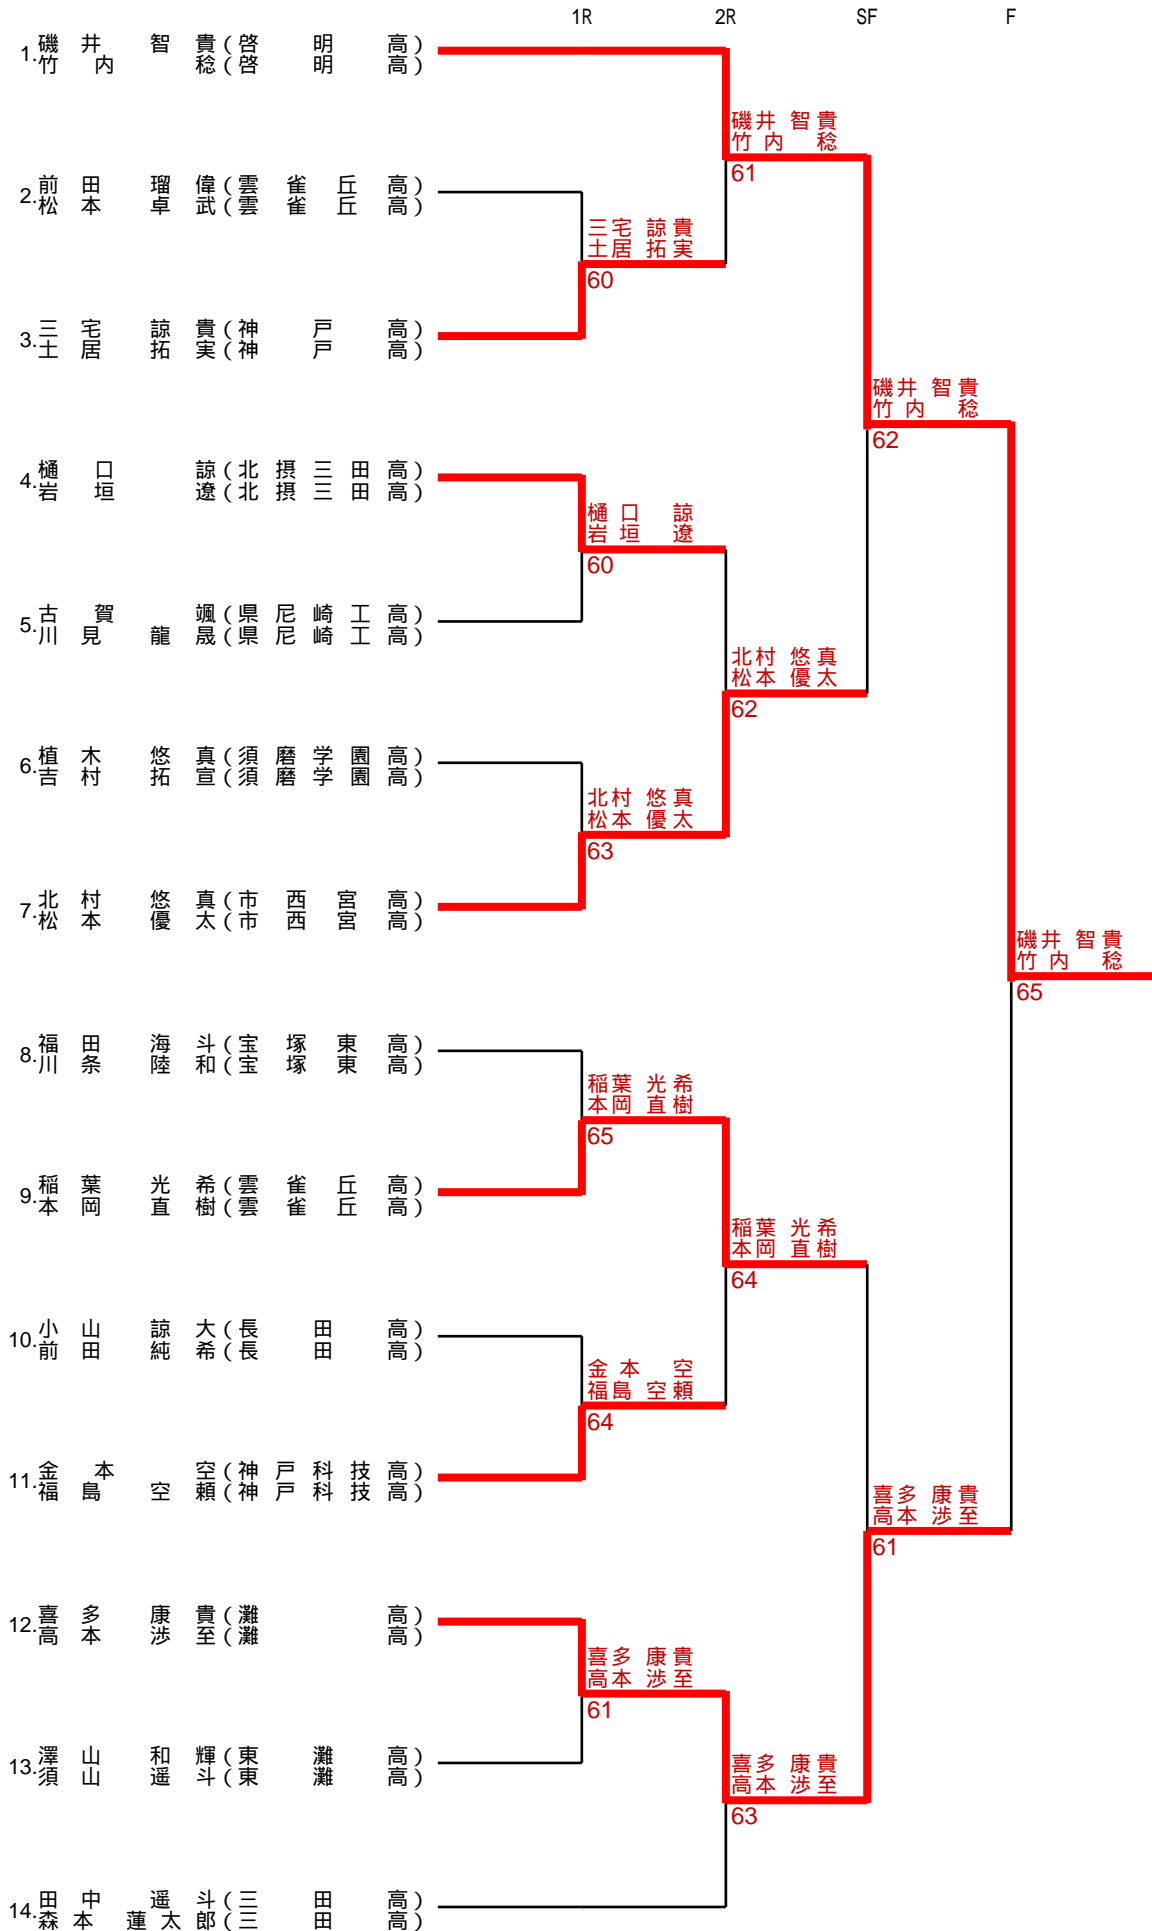 1R 2R SF F
1. 磯井 智貴(啓明高)
竹内 稔(啓明高)
磯井 智貴
竹内 稔
61
2. 前田 瑠偉(雲雀丘高)
松本 卓武(雲雀丘高)
三宅 諒貴
土居 拓実
60
3. 三宅 諒貴(神戸高)
土居 拓実(神戸高)
磯井 智貴
竹内 稔
62
4. 樋口 諒(北摂三田高)
岩垣 遼(北摂三田高)
樋口 諒
岩垣 遼
60
5. 古賀 颯(県尼崎工高)
川見 龍晟(県尼崎工高)
北村 悠真
松本 優太
62
6. 植木 悠真(須磨学園高)
吉村 拓宣(須磨学園高)
北村 悠真
松本 優太
63
7. 北村 悠真(市西宮高)
松本 優太(市西宮高)
磯井 智貴
竹内 稔
65
8. 福田 海斗(宝塚東高)
川条 陸和(宝塚東高)
稲葉 光希
本岡 直樹
65
9. 稲葉 光希(雲雀丘高)
本岡 直樹(雲雀丘高)
稲葉 光希
本岡 直樹
64
10. 小山 諒大(長田高)
前田 純希(長田高)
金本 空
福島 空頼
64
11. 金本 空(神戸科技高)
福島 空頼(神戸科技高)
喜多 康貴
高本 渉至
61
12. 喜多 康貴(灘高)
高本 渉至(灘高)
喜多 康貴
高本 渉至
61
13. 澤山 和輝(東灘高)
須山 遥斗(東灘高)
喜多 康貴
高本 渉至
63
14. 田中 遥斗(三田高)
森本 蓮太郎(三田高)